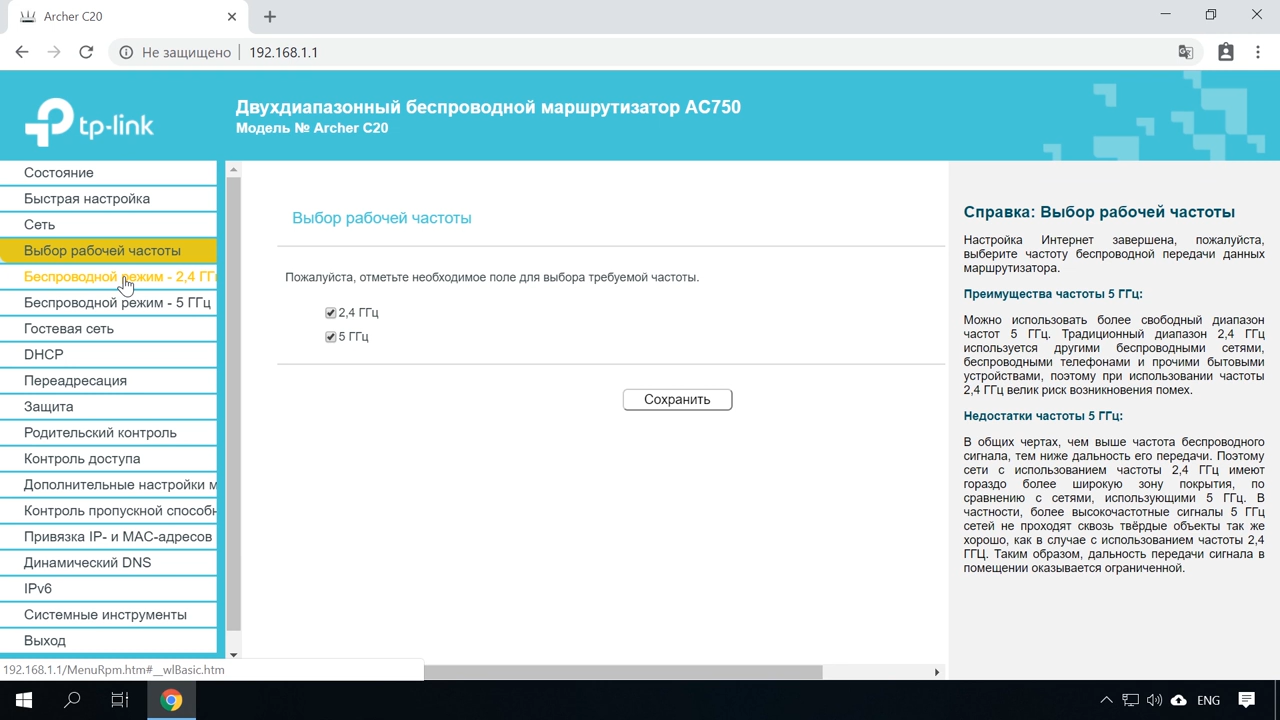 Archer C20
Не защищено | 192.168.1.1
tp-link
Двухдиапазонный беспроводной маршрутизатор AC750
Модель № Archer C20
Состояние
Быстрая настройка
Сеть
Выбор рабочей частоты
Беспроводной режим - 2,4 ГГц
Беспроводной режим - 5 ГГц
Гостевая сеть
DHCP
Переадресация
Защита
Родительский контроль
Контроль доступа
Дополнительные настройки м
Контроль пропускной способн
Привязка IP- и MAC-адресов
Динамический DNS
IPv6
Системные инструменты
Выход
192.168.1.1/MenuRpm.htm#__wlBasic.htm
Выбор рабочей частоты
Пожалуйста, отметьте необходимое поле для выбора требуемой частоты.
2,4 ГГц
5 ГГц
Сохранить
Справка: Выбор рабочей частоты
Настройка Интернет завершена, пожалуйста,
выберите частоту беспроводной передачи данных
маршрутизатора.
Преимущества частоты 5 ГГц:
Можно использовать более свободный диапазон
частот 5 ГГц. Традиционный диапазон 2,4 ГГц
используется другими беспроводными сетями,
беспроводными телефонами и прочими бытовыми
устройствами, поэтому при использовании частоты
2,4 ГГц велик риск возникновения помех.
Недостатки частоты 5 ГГц:
В общих чертах, чем выше частота беспроводного
сигнала, тем ниже дальность его передачи. Поэтому
сети с использованием частоты 2,4 ГГц имеют
гораздо более широкую зону покрытия, по
сравнению с сетями, использующими 5 ГГц. В
частности, более высокочастотные сигналы 5 ГГц
сетей не проходят сквозь твёрдые объекты так же
хорошо, как в случае с использованием частоты 2,4
ГГЦ. Таким образом, дальность передачи сигнала в
помещении оказывается ограниченной.
ENG